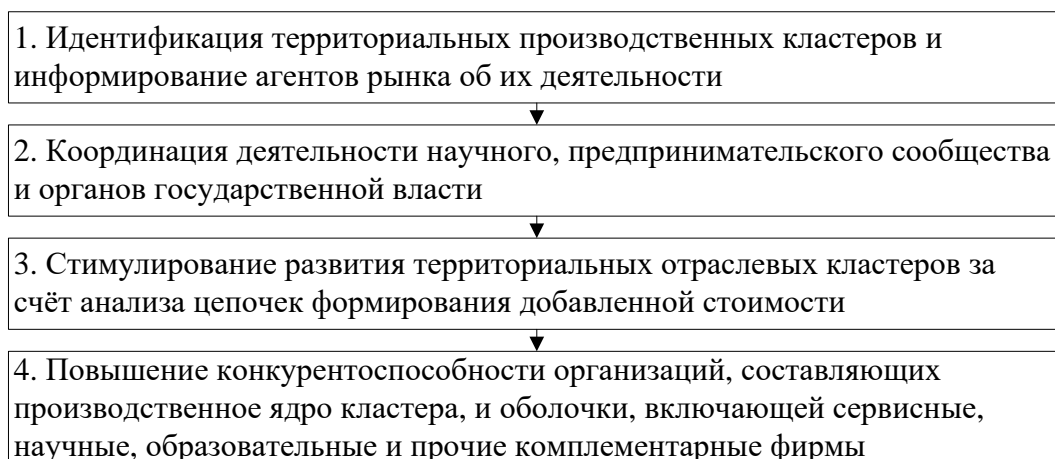 1. Идентификация территориальных производственных кластеров и
информирование агентов рынка об их деятельности
2. Координация деятельности научного, предпринимательского сообщества
и органов государственной власти
3. Стимулирование развития территориальных отраслевых кластеров за
счёт анализа цепочек формирования добавленной стоимости
4. Повышение конкурентоспособности организаций, составляющих
производственное ядро кластера, и оболочки, включающей сервисные,
научные, образовательные и прочие комплементарные фирмы